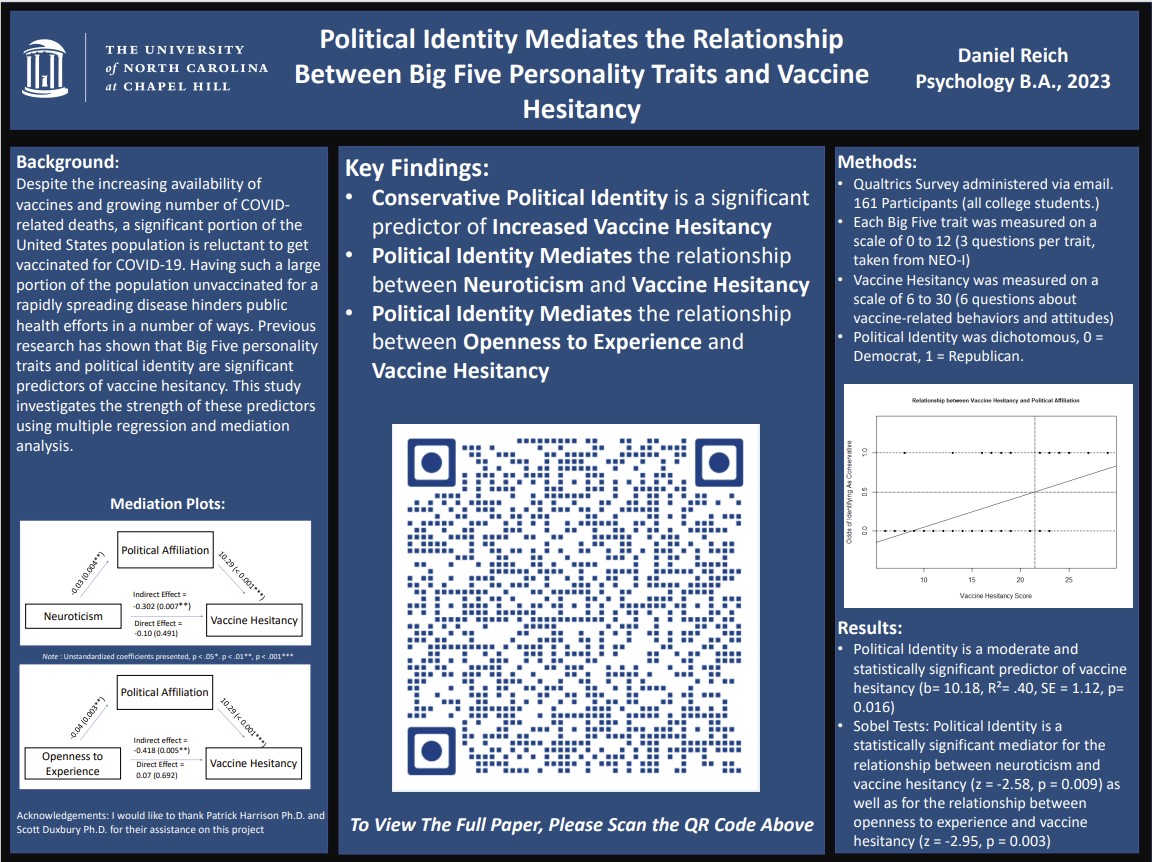 THE UNIVERSITY
of NORTH CAROLINA
at CHAPEL HILL
Political Identity Mediates the Relationship
Between Big Five Personality Traits and Vaccine
Hesitancy
Daniel Reich
Psychology B.A., 2023
Background:
Despite the increasing availability of
vaccines and growing number of COVID-
related deaths, a significant portion of the
United States population is reluctant to get
vaccinated for COVID-19. Having such a large
portion of the population unvaccinated for a
rapidly spreading disease hinders public
health efforts in a number of ways. Previous
research has shown that Big Five personality
traits and political identity are significant
predictors of vaccine hesitancy. This study
investigates the strength of these predictors
using multiple regression and mediation
analysis.
Mediation Plots:
Political Affiliation
-0.03 (0.004**)
10.29 (< 0.001***)
Indirect Effect =
-0.302 (0.007**)
Neuroticism
Vaccine Hesitancy
Direct Effect =
-0.10 (0.491)
Note : Unstandardized coefficients presented, p < .05*. p < .01**, p < .001***
Political Affiliation
-0.04 (0.003**)
10.29 (< 0.001***)
Indirect effect =
-0.418 (0.005**)
Openness to
Experience
Vaccine Hesitancy
Direct Effect =
0.07 (0.692)
Acknowledgements: I would like to thank Patrick Harrison Ph.D. and
Scott Duxbury Ph.D. for their assistance on this project
Key Findings:
• Conservative Political Identity is a significant
predictor of Increased Vaccine Hesitancy
• Political Identity Mediates the relationship
between Neuroticism and Vaccine Hesitancy
• Political Identity Mediates the relationship
between Openness to Experience and
Vaccine Hesitancy
To View The Full Paper, Please Scan the QR Code Above
Methods:
• Qualtrics Survey administered via email.
161 Participants (all college students.)
• Each Big Five trait was measured on a
scale of 0 to 12 (3 questions per trait,
taken from NEO-I)
• Vaccine Hesitancy was measured on a
scale of 6 to 30 (6 questions about
vaccine-related behaviors and attitudes)
• Political Identity was dichotomous, 0 =
Democrat, 1 = Republican.
Relationship between Vaccine Hesitancy and Political Affiliation
Odds of Identifying As Conservative
1.0
0.5
0.0
10 15 20 25
Vaccine Hesitancy Score
Results:
• Political Identity is a moderate and
statistically significant predictor of vaccine
hesitancy (b= 10.18, R²= .40, SE = 1.12, p=
0.016)
• Sobel Tests: Political Identity is a
statistically significant mediator for the
relationship between neuroticism and
vaccine hesitancy (z = -2.58, p = 0.009) as
well as for the relationship between
openness to experience and vaccine
hesitancy (z = -2.95, p = 0.003)